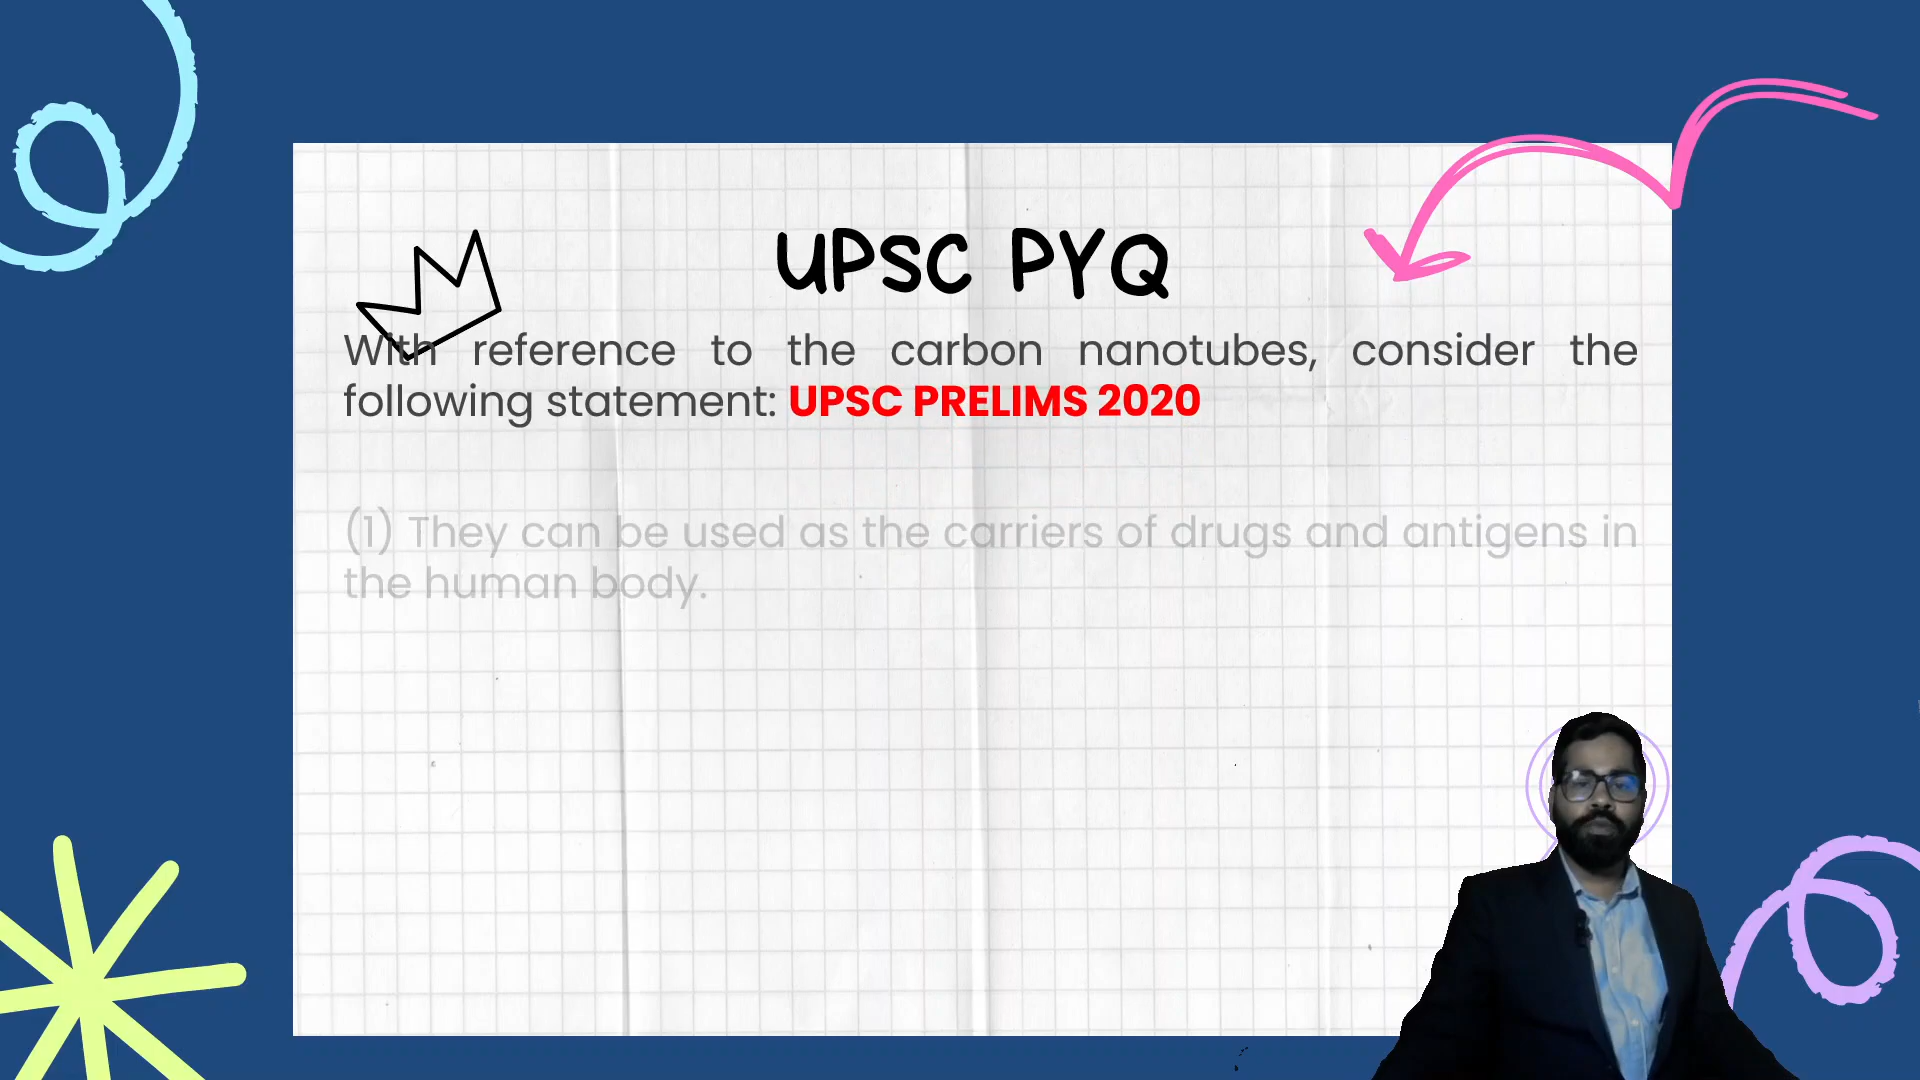 UPSC PYQ
With reference to the carbon nanotubes, consider the
following statement: UPSC PRELIMS 2020
(1) They can be used as the carriers of drugs and antigens in
the human body.